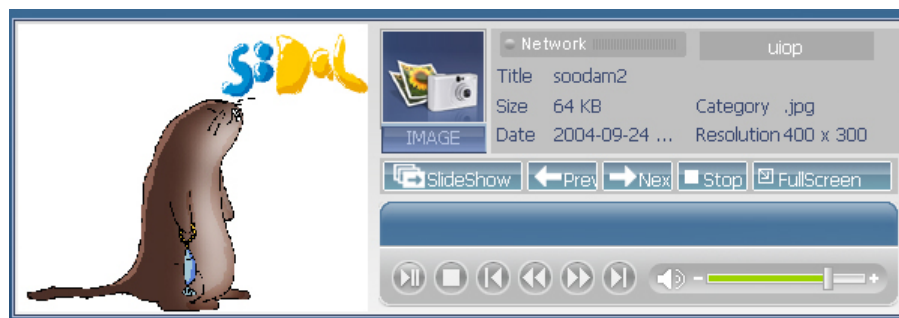 SooDaL
Network
uiop
Title soodam2
Size 64 KB
Category .jpg
Date 2004-09-24 ...
Resolution 400 x 300
IMAGE
SlideShow
Prev
Nex
Stop
FullScreen